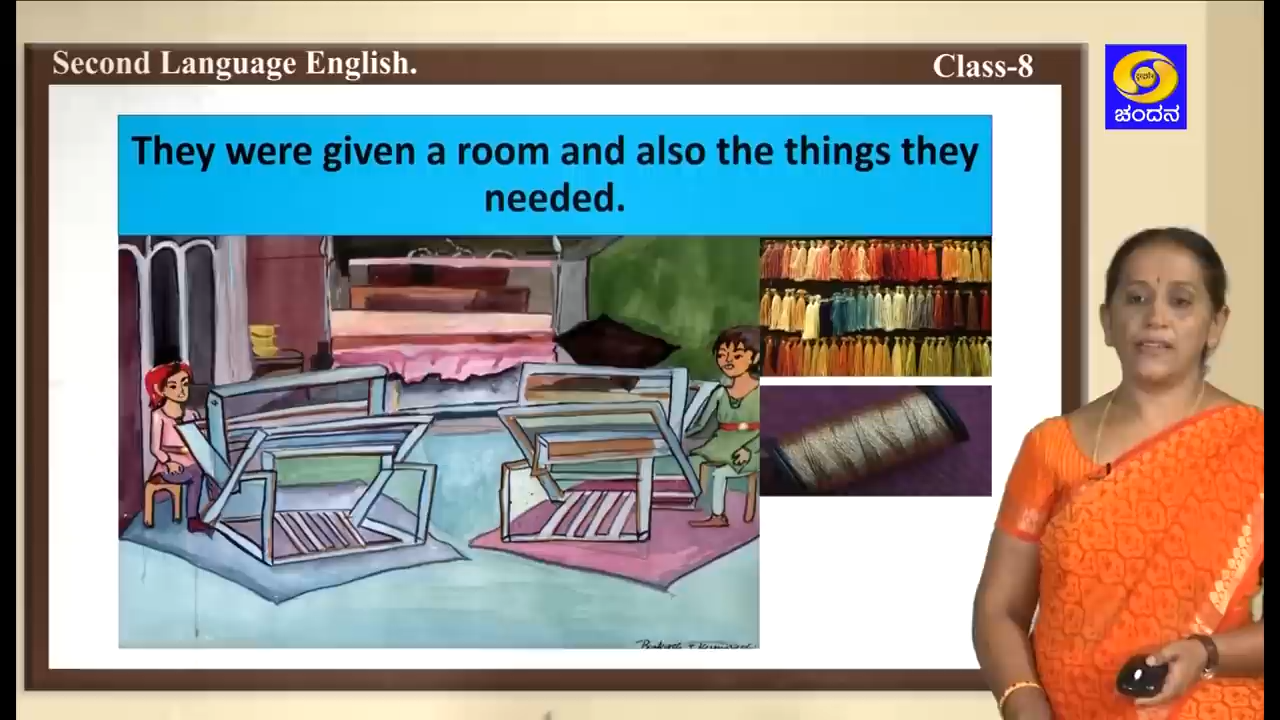 Second Language English.
Class-8
ಚಂದನ
They were given a room and also the things they
needed.